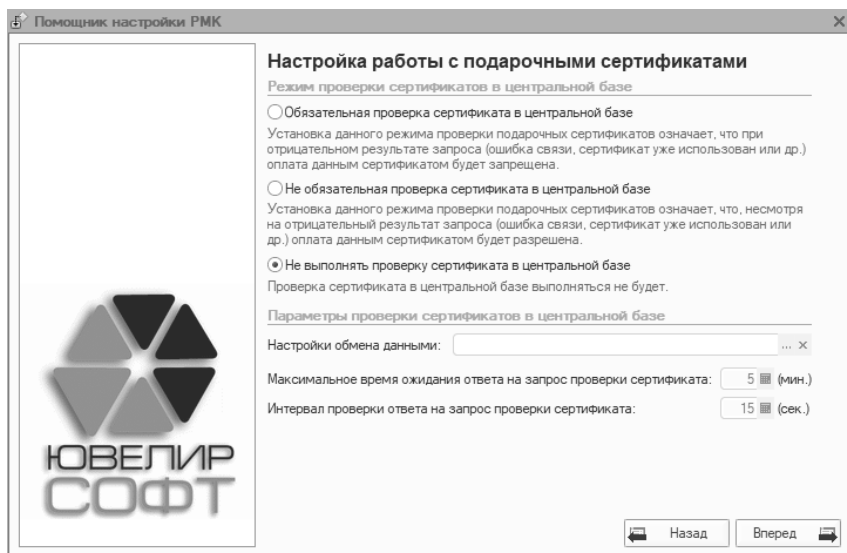 Помощник настройки РМК
Настройка работы с подарочными сертификатами
Режим проверки сертификатов в центральной базе
Обязательная проверка сертификата в центральной базе
Установка данного режима проверки подарочных сертификатов означает, что при
отрицательном результате запроса (ошибка связи, сертификат уже использован или др.)
оплата данным сертификатом будет запрещена.
Не обязательная проверка сертификата в центральной базе
Установка данного режима проверки подарочных сертификатов означает, что, несмотря
на отрицательный результат запроса (ошибка связи, сертификат уже использован или
др.) оплата данным сертификатом будет разрешена.
Не выполнять проверку сертификата в центральной базе
Проверка сертификата в центральной базе выполняться не будет.
Параметры проверки сертификатов в центральной базе
Настройки обмена данными: ...
Максимальное время ожидания ответа на запрос проверки сертификата: 5 (мин.)
Интервал проверки ответа на запрос проверки сертификата: 15 (сек.)
ЮВЕЛИР
СОФТ
Назад Вперед